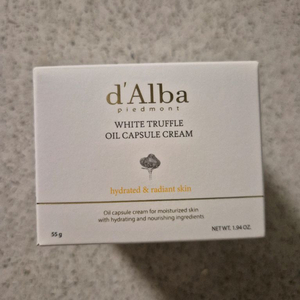 d'Alba
piedmont
WHITE TRUFFLE
OIL CAPSULE CREAM
hydrated & radiant skin
Oil capsule cream for moisturized skin
with hydrating and nourishing ingredients
55 g
NET WT. 1.94 OZ.